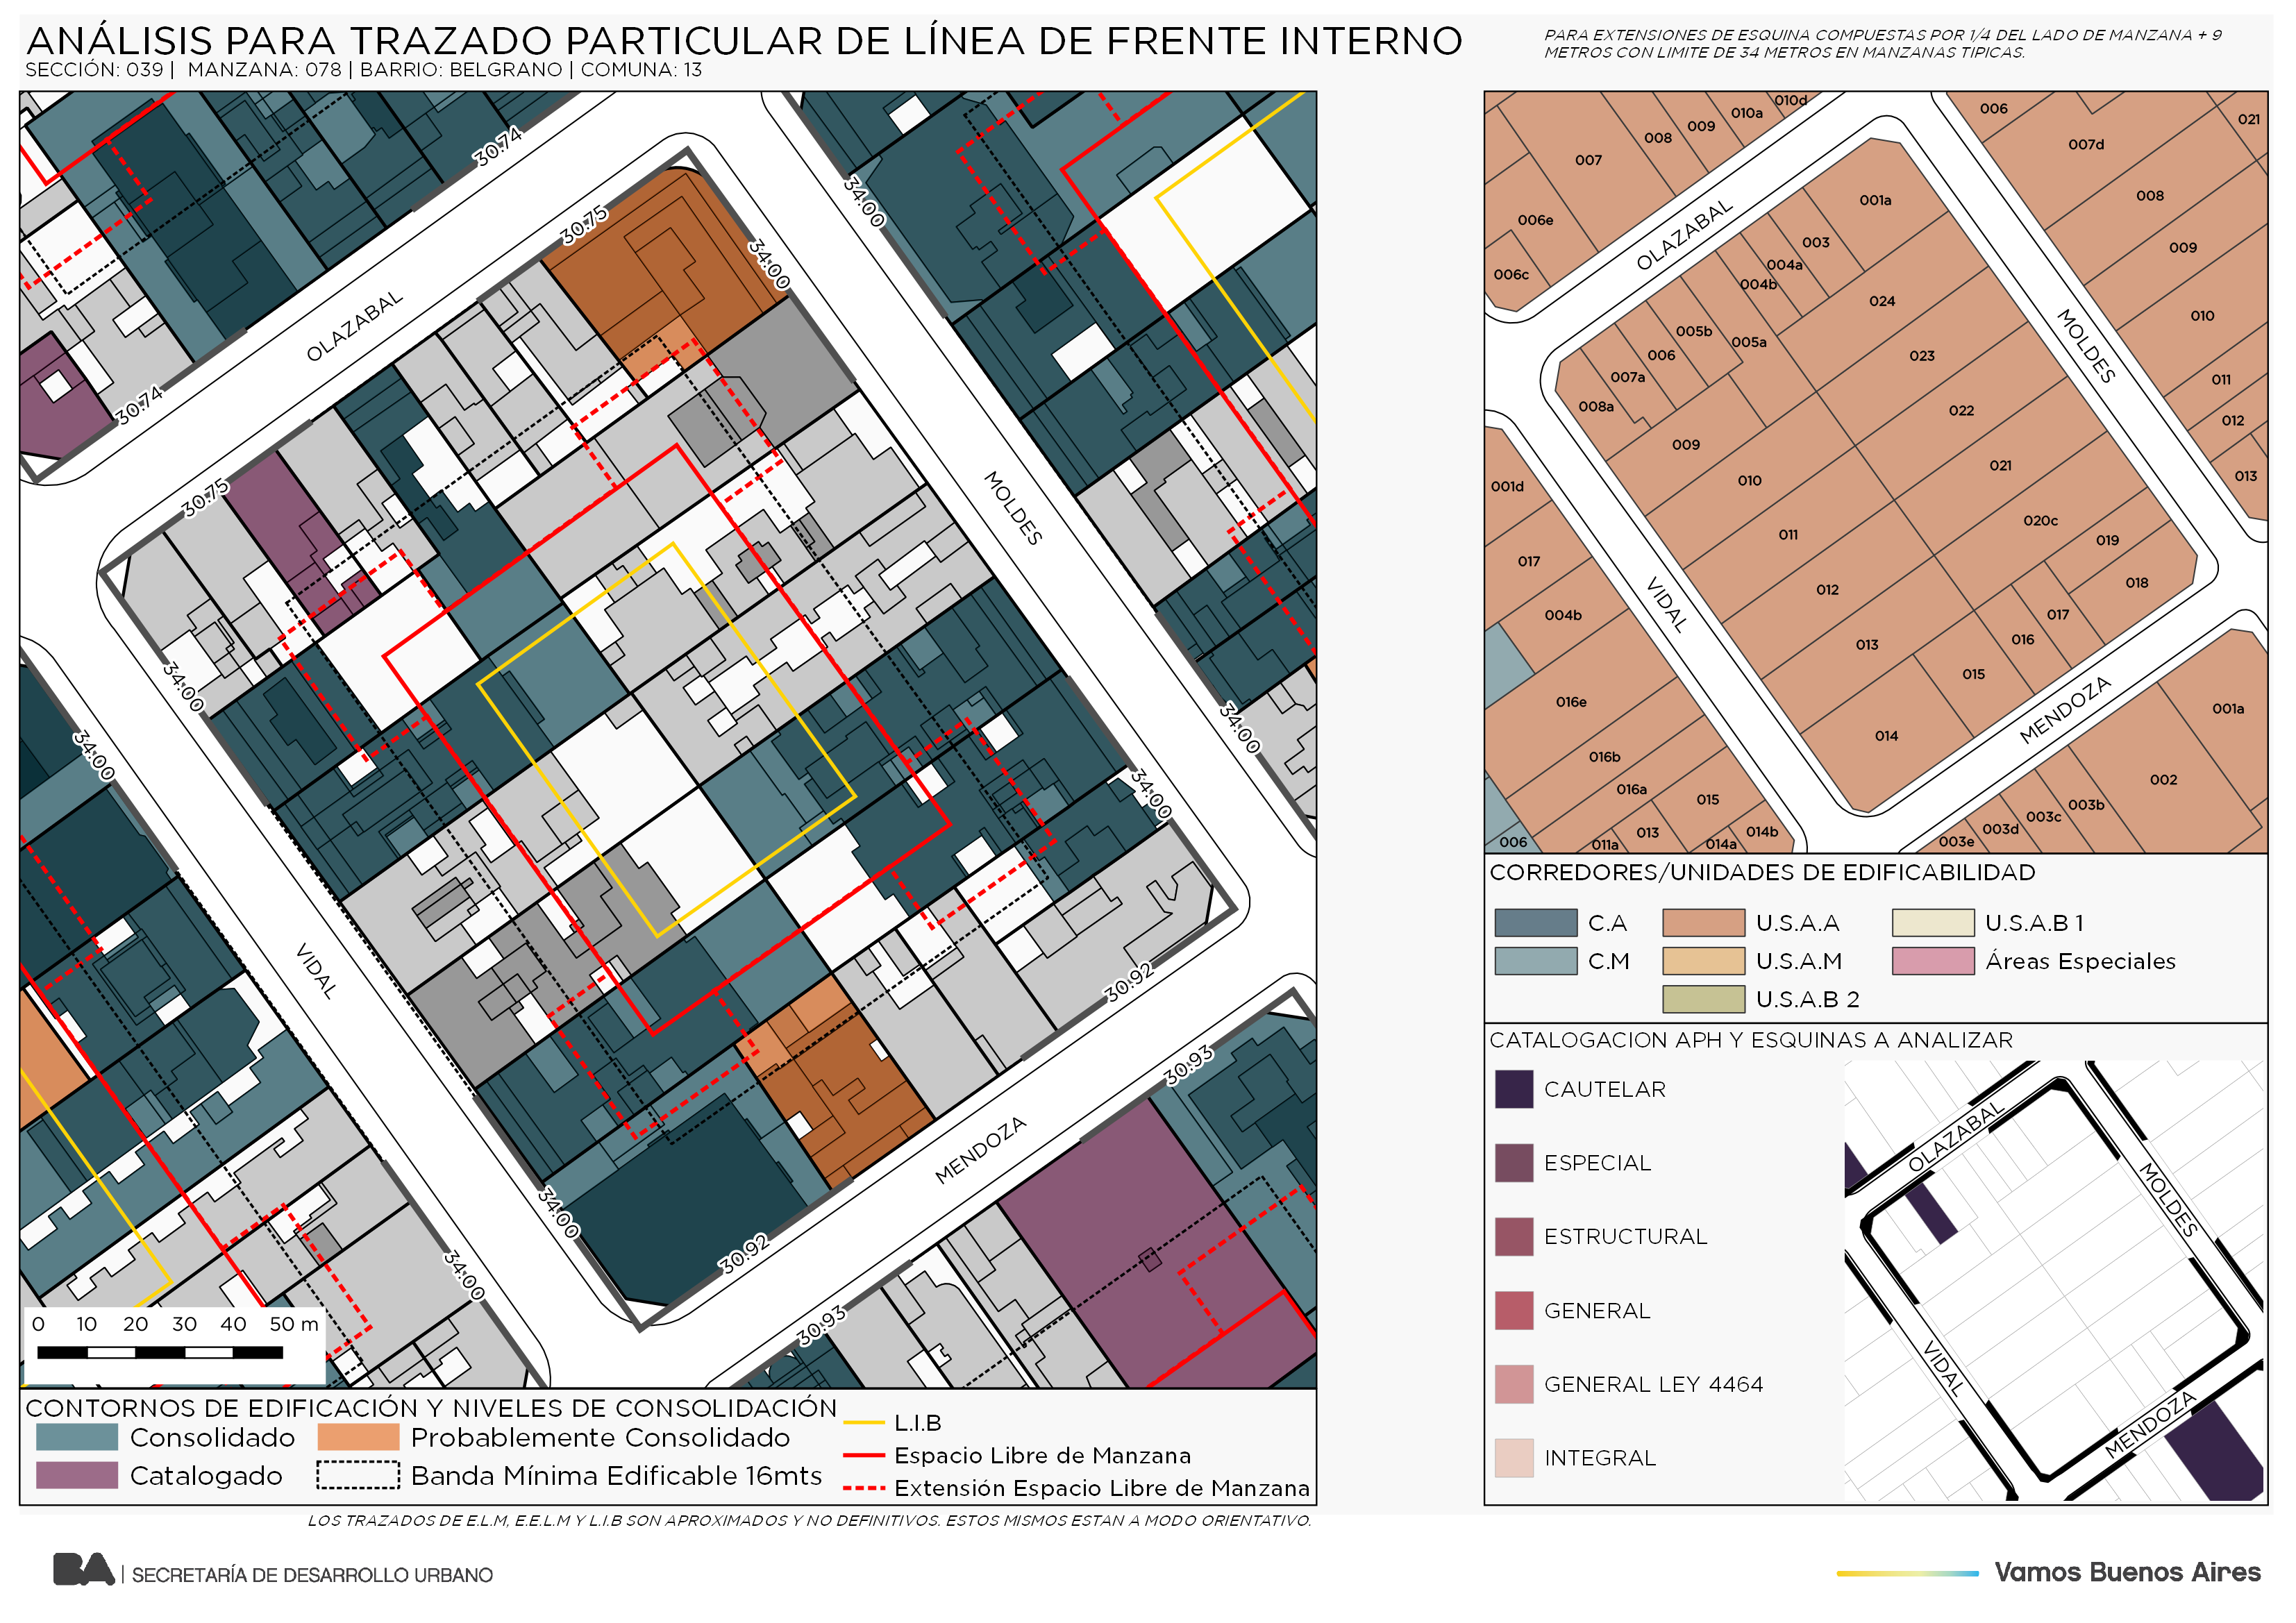 ANÁLISIS PARA TRAZADO PARTICULAR DE LÍNEA DE FRENTE INTERNO
SECCIÓN: 039 | MANZANA: 078 | BARRIO: BELGRANO | COMUNA: 13
PARA EXTENSIONES DE ESQUINA COMPUESTAS POR 1/4 DEL LADO DE MANZANA + 9
METROS CON LIMITE DE 34 METROS EN MANZANAS TIPICAS.
30.74
30.75
34.00
34.00
OLAZABAL
30.74
30.75
MOLDES
34.00
34.00
34.00
34.00
VIDAL
30.92
30.93
MENDOZA
34.00
30.92
34.00
30.93
0 10 20 30 40 50 m
CONTORNOS DE EDIFICACIÓN Y NIVELES DE CONSOLIDACIÓN
Consolidado
Probablemente Consolidado
Catalogado
Banda Mínima Edificable 16mts
L.I.B
Espacio Libre de Manzana
Extensión Espacio Libre de Manzana
LOS TRAZADOS DE E.L.M, E.E.L.M Y L.I.B SON APROXIMADOS Y NO DEFINITIVOS. ESTOS MISMOS ESTAN A MODO ORIENTATIVO.
010d
010a
009
008
007
006
021
007d
006e
006c
OLAZABAL
001a
003
004a
004b
008
009
024
005b
005a
006
007a
008a
023
MOLDES
010
011
012
013
009
022
010
021
001d
011
020c
019
018
017
012
VIDAL
004b
017
016
013
015
016e
014
MENDOZA
001a
016b
016a
015
002
013
014b
014a
011a
006
003b
003c
003d
003e
CORREDORES/UNIDADES DE EDIFICABILIDAD
C.A
U.S.A.A
U.S.A.B 1
C.M
U.S.A.M
Áreas Especiales
U.S.A.B 2
CATALOGACION APH Y ESQUINAS A ANALIZAR
CAUTELAR
ESPECIAL
ESTRUCTURAL
GENERAL
GENERAL LEY 4464
INTEGRAL
OLAZABAL
MOLDES
VIDAL
MENDOZA
BA | SECRETARÍA DE DESARROLLO URBANO
Vamos Buenos Aires